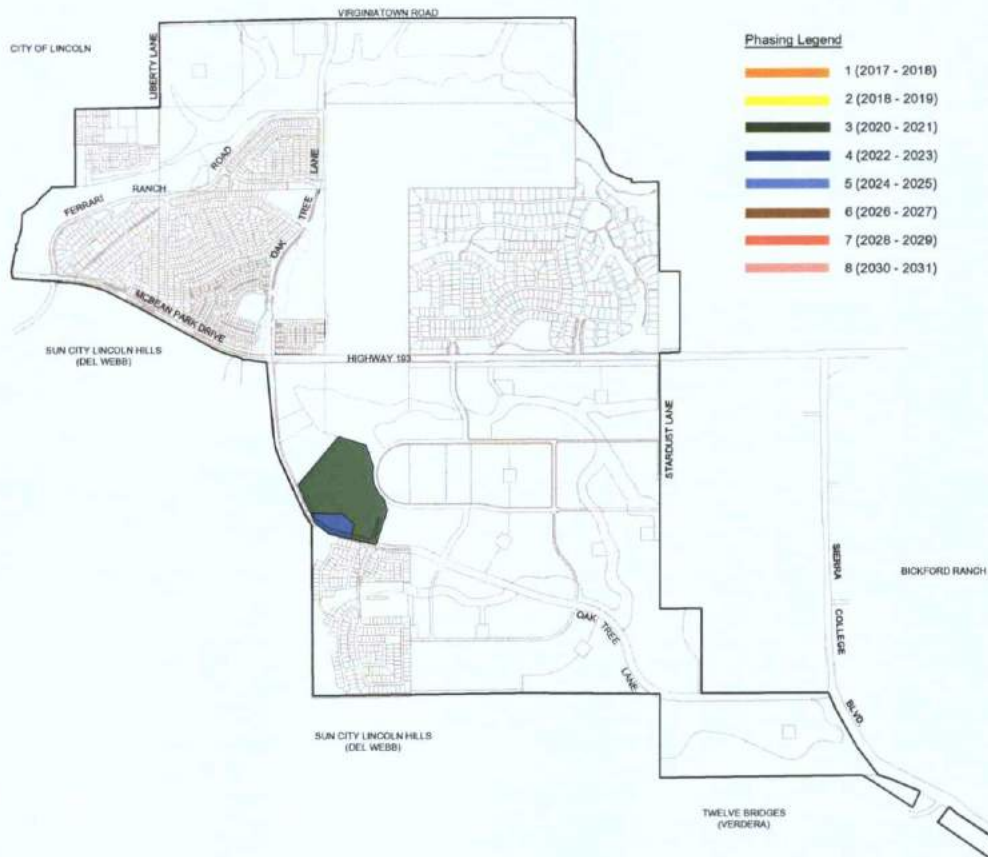 VIRGINIATOWN ROAD
CITY OF LINCOLN
LIBERTY LANE
Phasing Legend
1 (2017 - 2018)
2 (2018 - 2019)
3 (2020 - 2021)
4 (2022 - 2023)
5 (2024 - 2025)
6 (2026 - 2027)
7 (2028 - 2029)
8 (2030 - 2031)
FERRARI RANCH ROAD
OAK TREE LANE
MCBEAN PARK DRIVE
SUN CITY LINCOLN HILLS
(DEL WEBB)
HIGHWAY 193
STARDUST LANE
SIERRA COLLEGE BLVD.
BICKFORD RANCH
OAK TREE LANE
SUN CITY LINCOLN HILLS
(DEL WEBB)
TWELVE BRIDGES
(VERDERA)